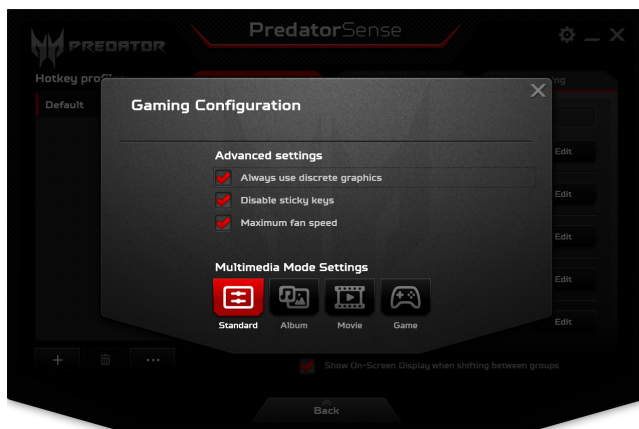 PREDATOR
PredatorSense
Hotkey profiles
Default
Gaming Configuration
Edit
Advanced settings
Always use discrete graphics
Disable sticky keys
Edit
Maximum fan speed
Edit
Multimedia Mode Settings
Edit
Standard
Album
Movie
Game
Edit
Show On-Screen Display when shifting between groups
Back